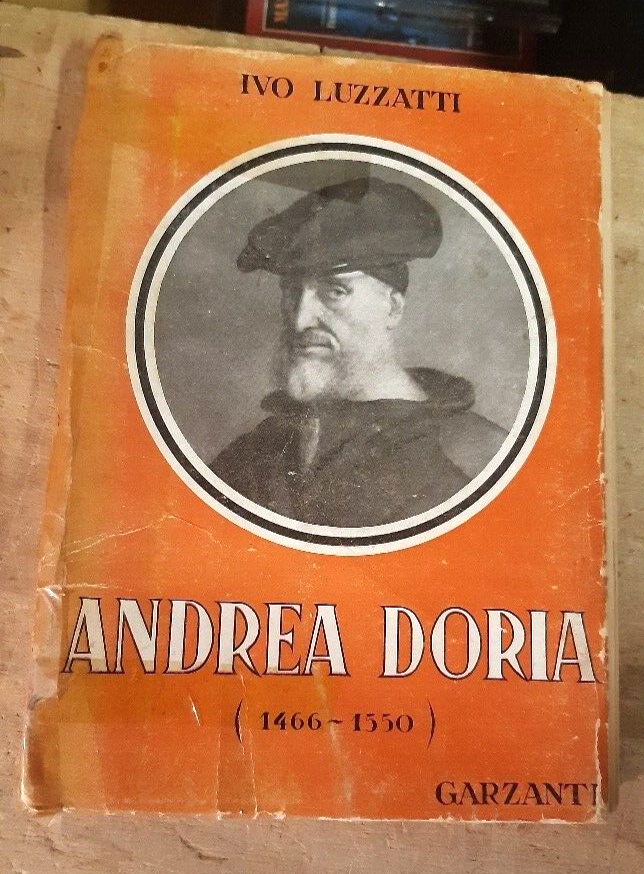 IVO LUZZATTI
ANDREA DORIA
(1466-1550)
GARZANTI